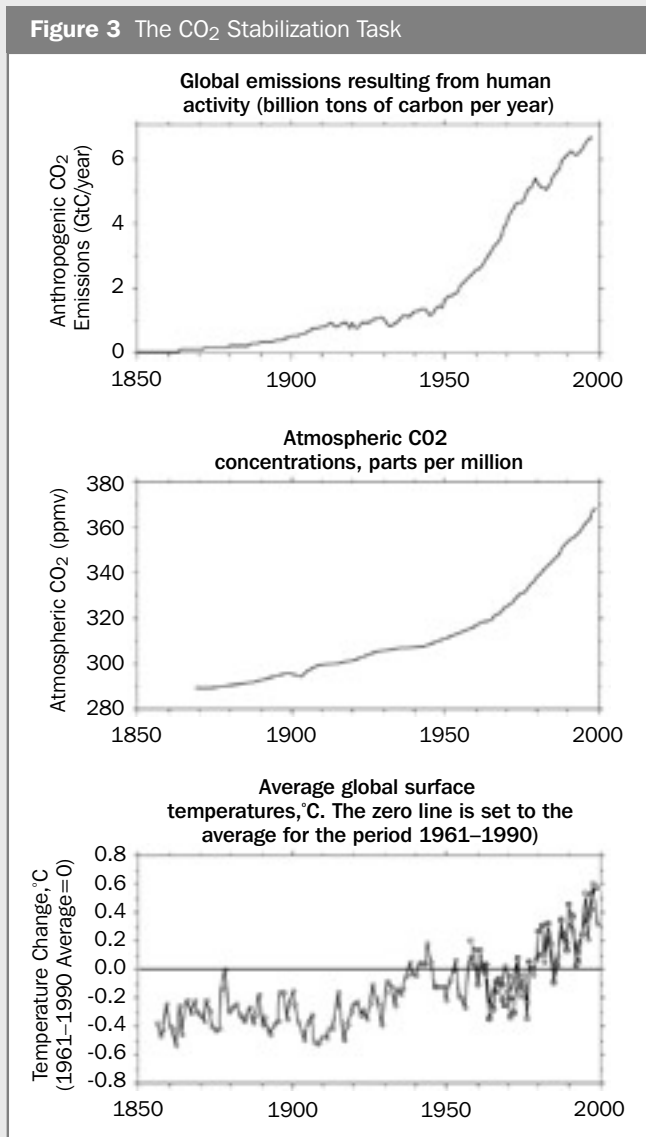 Figure 3 The CO₂ Stabilization Task
Global emissions resulting from human
activity (billion tons of carbon per year)
Anthropogenic CO₂
Emissions (GtC/year)
6
4
2
0
1850 1900 1950 2000
Atmospheric C02
concentrations, parts per million
Atmospheric CO₂ (ppmv)
380
360
340
320
300
280
1850 1900 1950 2000
Average global surface
temperatures,°C. The zero line is set to the
average for the period 1961–1990)
Temperature Change,°C
(1961–1990 Average=0)
0.8
0.6
0.4
0.2
0.0
-0.2
-0.4
-0.6
-0.8
1850 1900 1950 2000